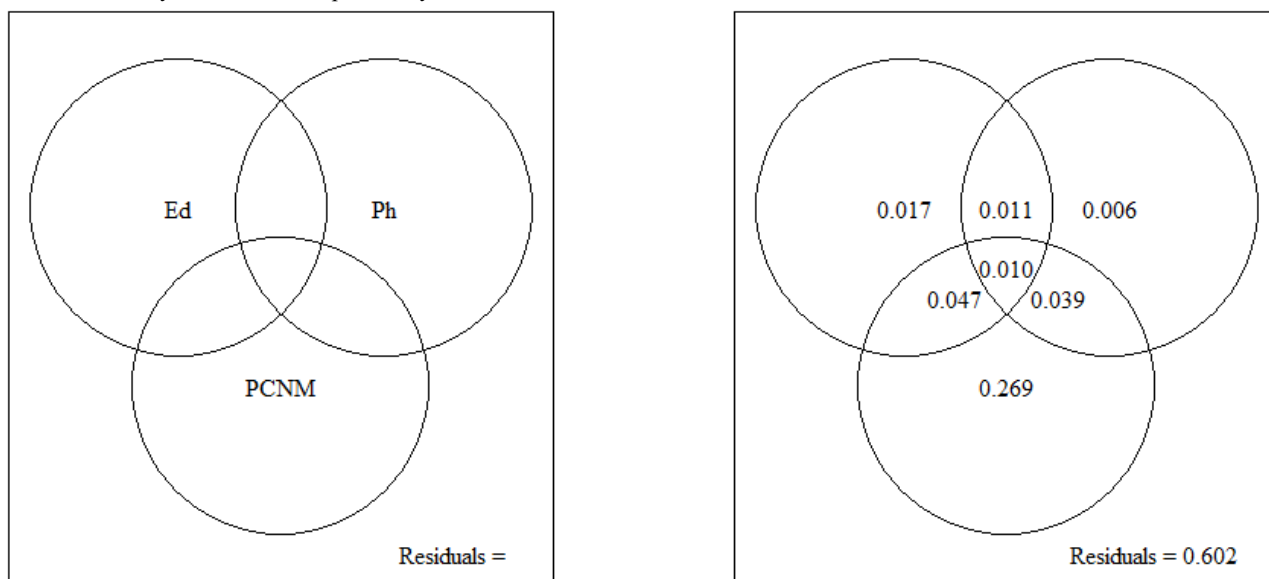 Ed Ph
PCNM
Residuals =
0.017 0.011 0.006
0.010
0.047 0.039
0.269
Residuals = 0.602